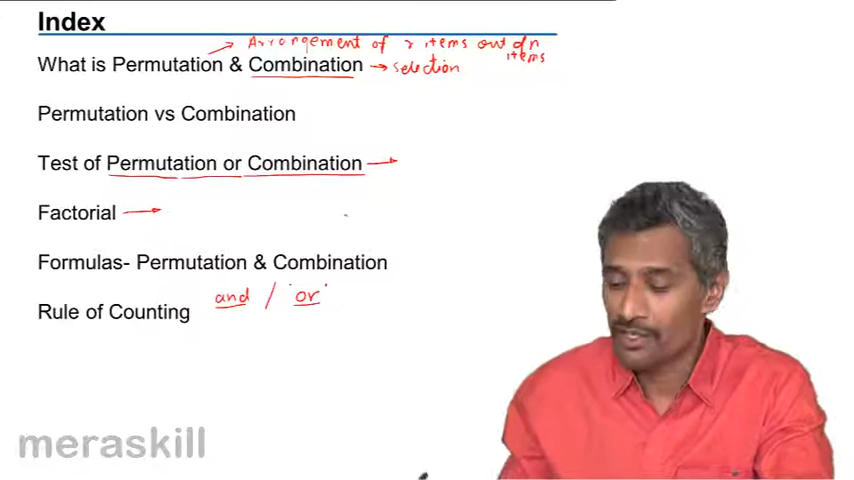 Index
Arrangement of r items out of n
items
What is Permutation & Combination → selection
Permutation vs Combination
Test of Permutation or Combination →
Factorial →
Formulas- Permutation & Combination
Rule of Counting and / 'or'
meraskill